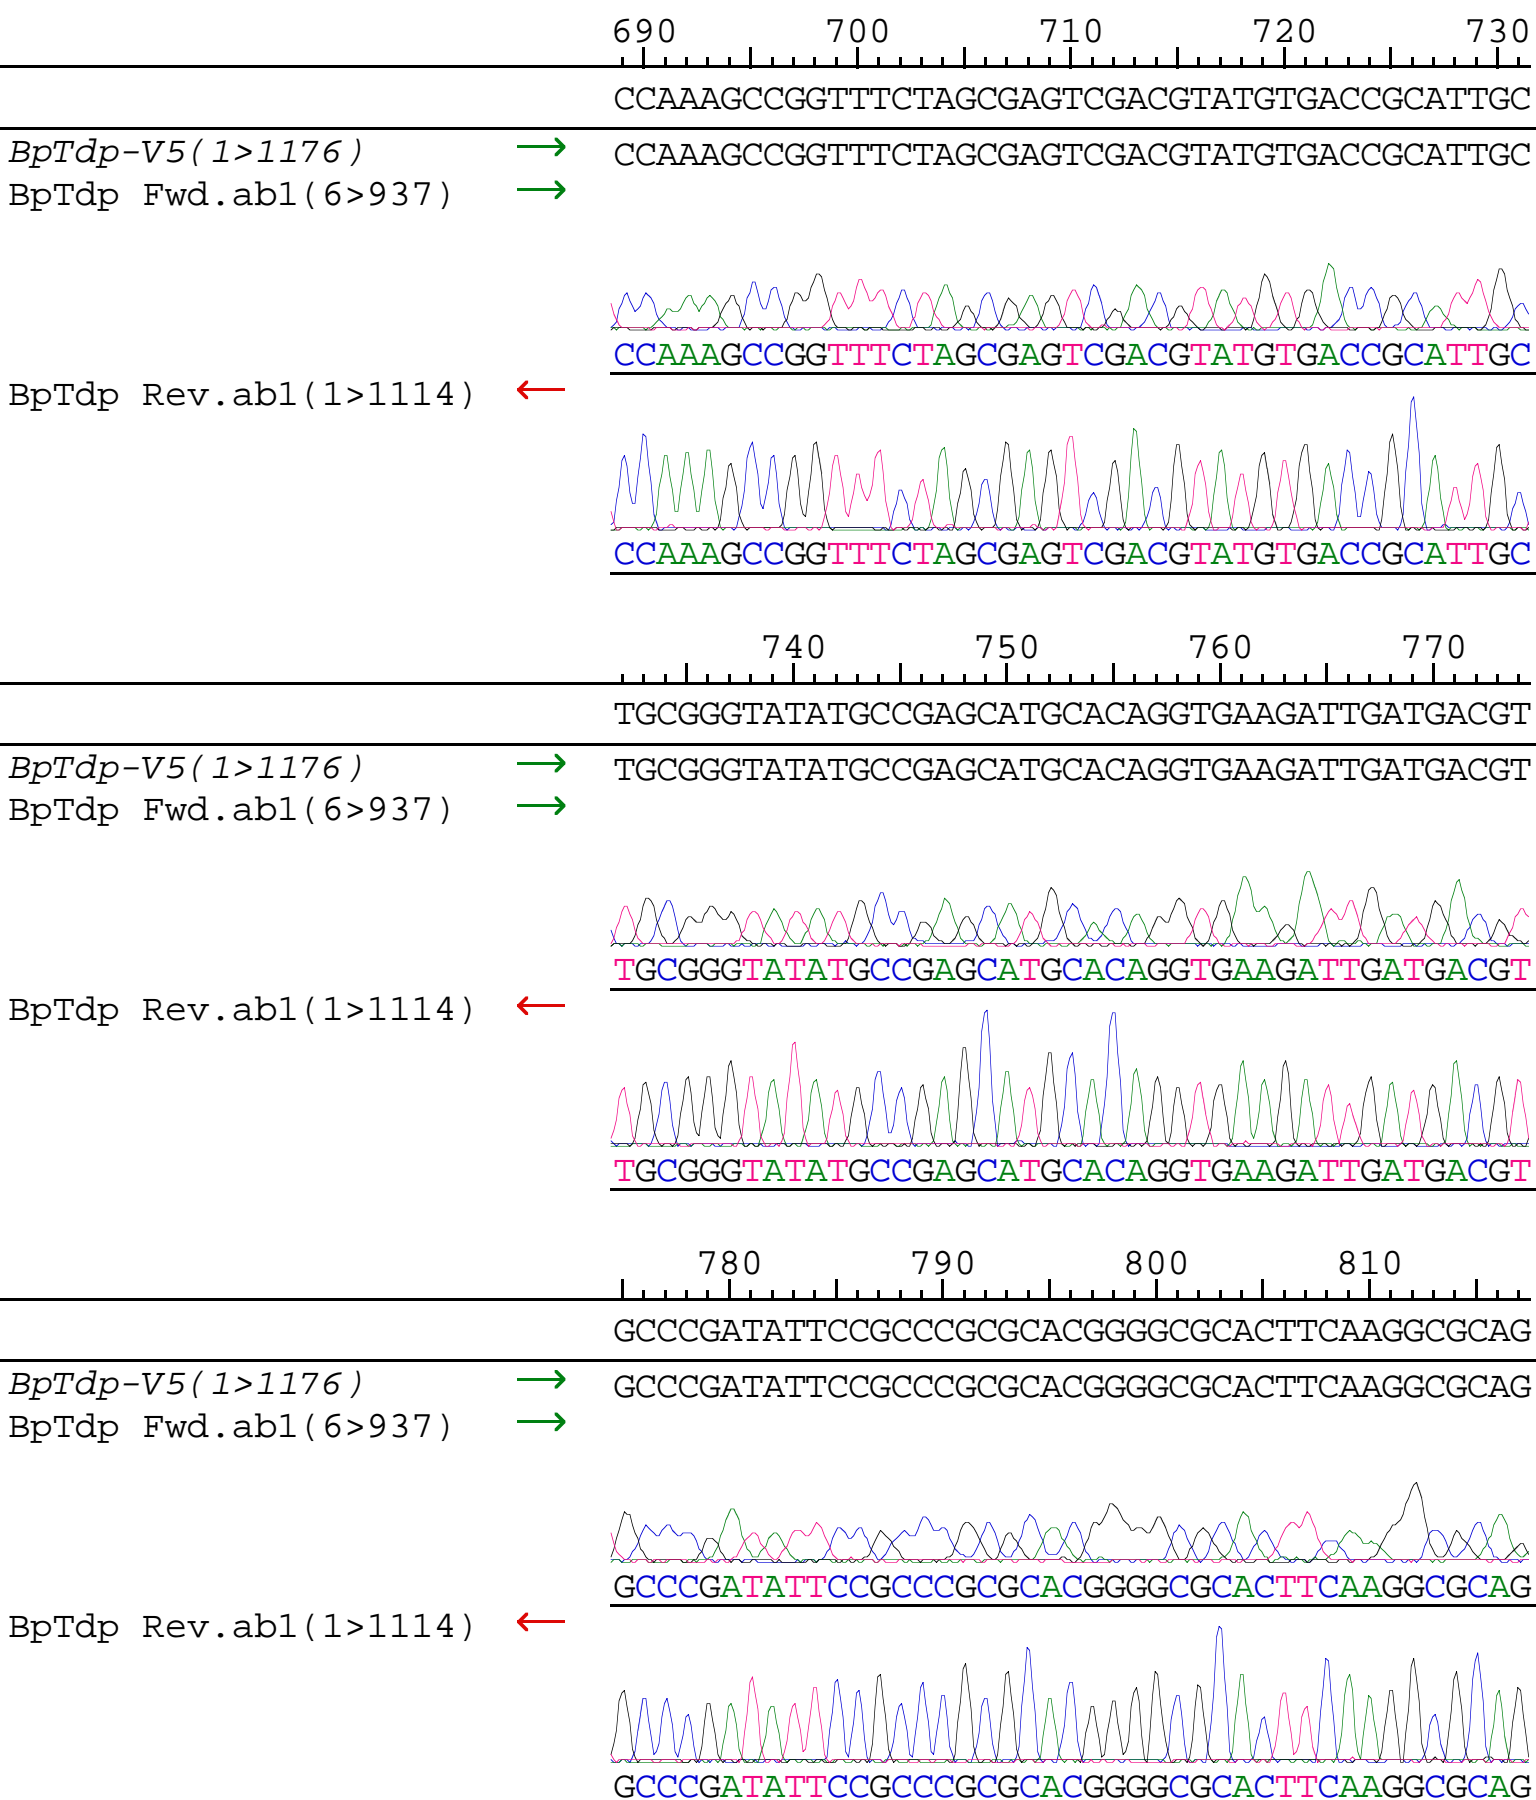 690 700 710 720 730
CCAAAGCCGGTTTCTAGCGAGTCGACGTATGTGACCGCATTGC
BpTdp-V5(1>1176) → CCAAAGCCGGTTTCTAGCGAGTCGACGTATGTGACCGCATTGC
BpTdp Fwd.ab1(6>937) →
CCAAAGCCGGTTTCTAGCGAGTCGACGTATGTGACCGCATTGC
BpTdp Rev.ab1(1>1114) ←
CCAAAGCCGGTTTCTAGCGAGTCGACGTATGTGACCGCATTGC
740 750 760 770
TGCGGGTATATGCCGAGCATGCACAGGTGAAGATTGATGACGT
BpTdp-V5(1>1176) → TGCGGGTATATGCCGAGCATGCACAGGTGAAGATTGATGACGT
BpTdp Fwd.ab1(6>937) →
TGCGGGTATATGCCGAGCATGCACAGGTGAAGATTGATGACGT
BpTdp Rev.ab1(1>1114) ←
TGCGGGTATATGCCGAGCATGCACAGGTGAAGATTGATGACGT
780 790 800 810
GCCCGATATTCCGCCCGCGCACGGGGCGCACTTCAAGGCGCAG
BpTdp-V5(1>1176) → GCCCGATATTCCGCCCGCGCACGGGGCGCACTTCAAGGCGCAG
BpTdp Fwd.ab1(6>937) →
GCCCGATATTCCGCCCGCGCACGGGGCGCACTTCAAGGCGCAG
BpTdp Rev.ab1(1>1114) ←
GCCCGATATTCCGCCCGCGCACGGGGCGCACTTCAAGGCGCAG